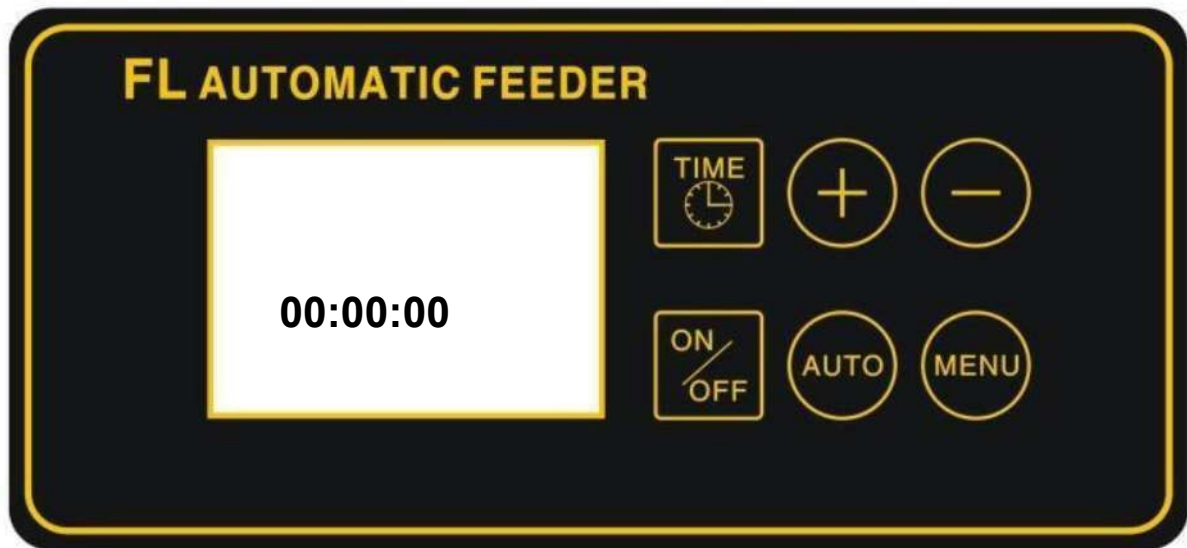 FL AUTOMATIC FEEDER
TIME
00:00:00
ON/OFF
AUTO
MENU